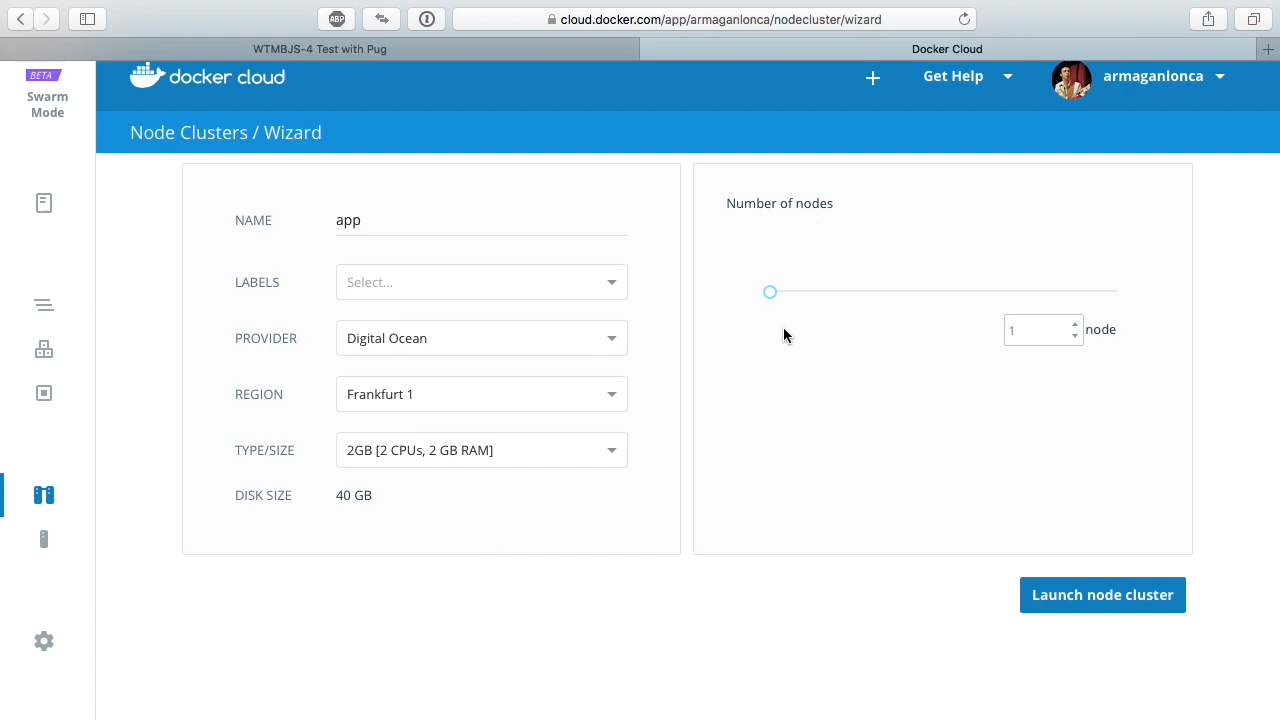 ABP
cloud.docker.com/app/armaganlonca/nodecluster/wizard
WTMBJS-4 Test with Pug
Docker Cloud
BETA
Swarm
Mode
docker cloud
Get Help
armaganlonca
Node Clusters / Wizard
NAME
app
LABELS
Select...
PROVIDER
Digital Ocean
REGION
Frankfurt 1
TYPE/SIZE
2GB [2 CPUs, 2 GB RAM]
DISK SIZE
40 GB
Number of nodes
1
node
Launch node cluster